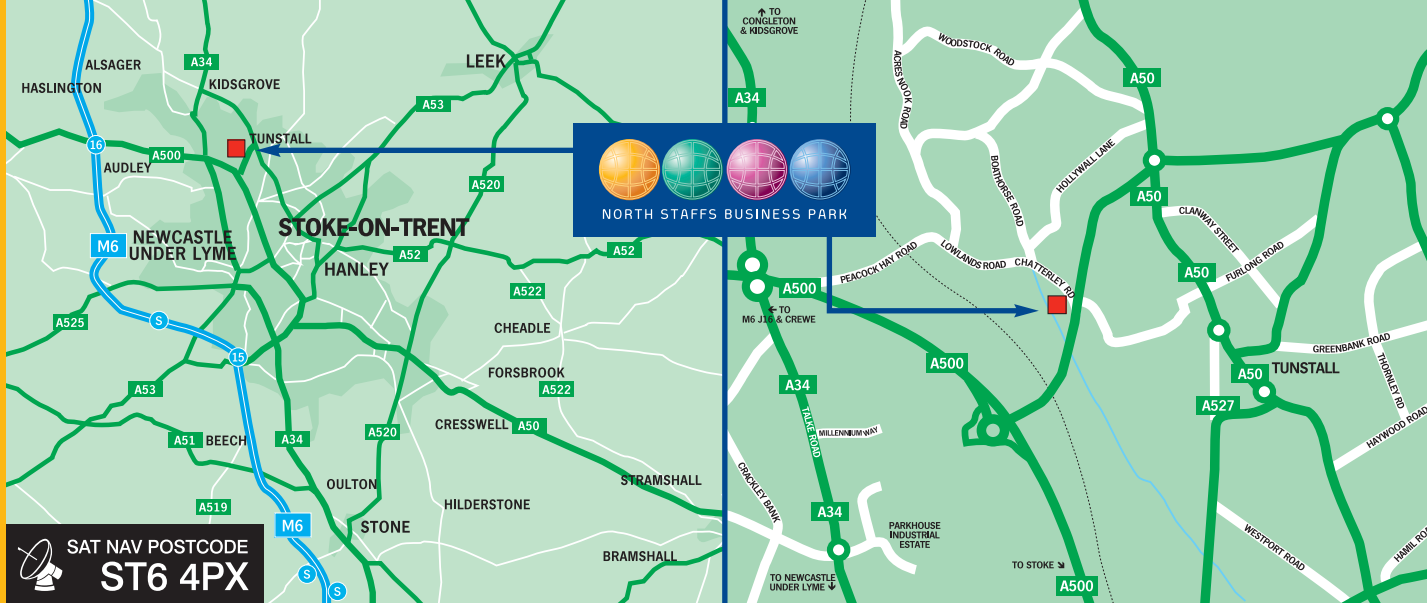 ALSAGER
HASLINGTON
A34
KIDSGROVE
LEEK
A53
TUNSTALL
16
A500
AUDLEY
A520
STOKE-ON-TRENT
M6
NEWCASTLE
UNDER LYME
HANLEY
A52
A52
A522
A525
S
CHEADLE
15
FORSBROOK
A522
A53
CRESSWELL
A50
A51
BEECH
A34
A520
STRAMSHALL
OULTON
HILDERSTONE
A519
M6
STONE
BRAMSHALL
S
S
SAT NAV POSTCODE
ST6 4PX
NORTH STAFFS BUSINESS PARK
↑ TO
CONGLETON
& KIDSGROVE
A34
ACRES NOOK ROAD
WOODSTOCK ROAD
A50
BOATHORSE ROAD
HOLLYWALL LANE
A50
CLANWAY STREET
FURLONG ROAD
PEACOCK HAY ROAD
LOWLANDS ROAD
CHATTERLEY RD
A50
A500
← TO
M6 J16 & CREWE
GREENBANK ROAD
THORNLEY RD
A500
A34
A50
TUNSTALL
A527
TALKE ROAD
MILLENNIUM WAY
HAYWOOD ROAD
CRACKLEY BANK
A34
PARKHOUSE
INDUSTRIAL
ESTATE
WESTPORT ROAD
HAMIL ROA
TO STOKE ↘
A500
TO NEWCASTLE
UNDER LYME ↓